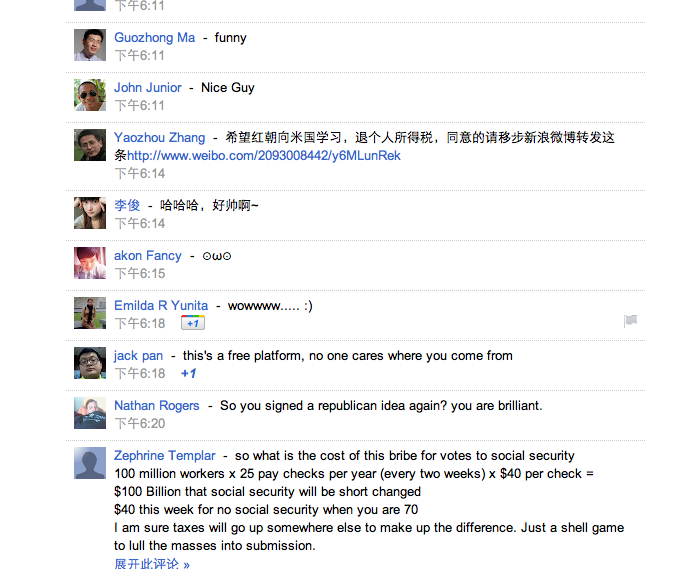 下午6:11
Guozhong Ma - funny
下午6:11
John Junior - Nice Guy
下午6:11
Yaozhou Zhang - 希望红朝向米国学习，退个人所得税，同意的请移步新浪微博转发这
条http://www.weibo.com/2093008442/y6MLunRek
下午6:14
李俊 - 哈哈哈，好帅啊~
下午6:14
akon Fancy - ⊙ω⊙
下午6:15
Emilda R Yunita - wowwww..... :)
下午6:18 +1
jack pan - this's a free platform, no one cares where you come from
下午6:18 +1
Nathan Rogers - So you signed a republican idea again? you are brilliant.
下午6:20
Zephrine Templar - so what is the cost of this bribe for votes to social security
100 million workers x 25 pay checks per year (every two weeks) x $40 per check =
$100 Billion that social security will be short changed
$40 this week for no social security when you are 70
I am sure taxes will go up somewhere else to make up the difference. Just a shell game
to lull the masses into submission.
展开此评论 »